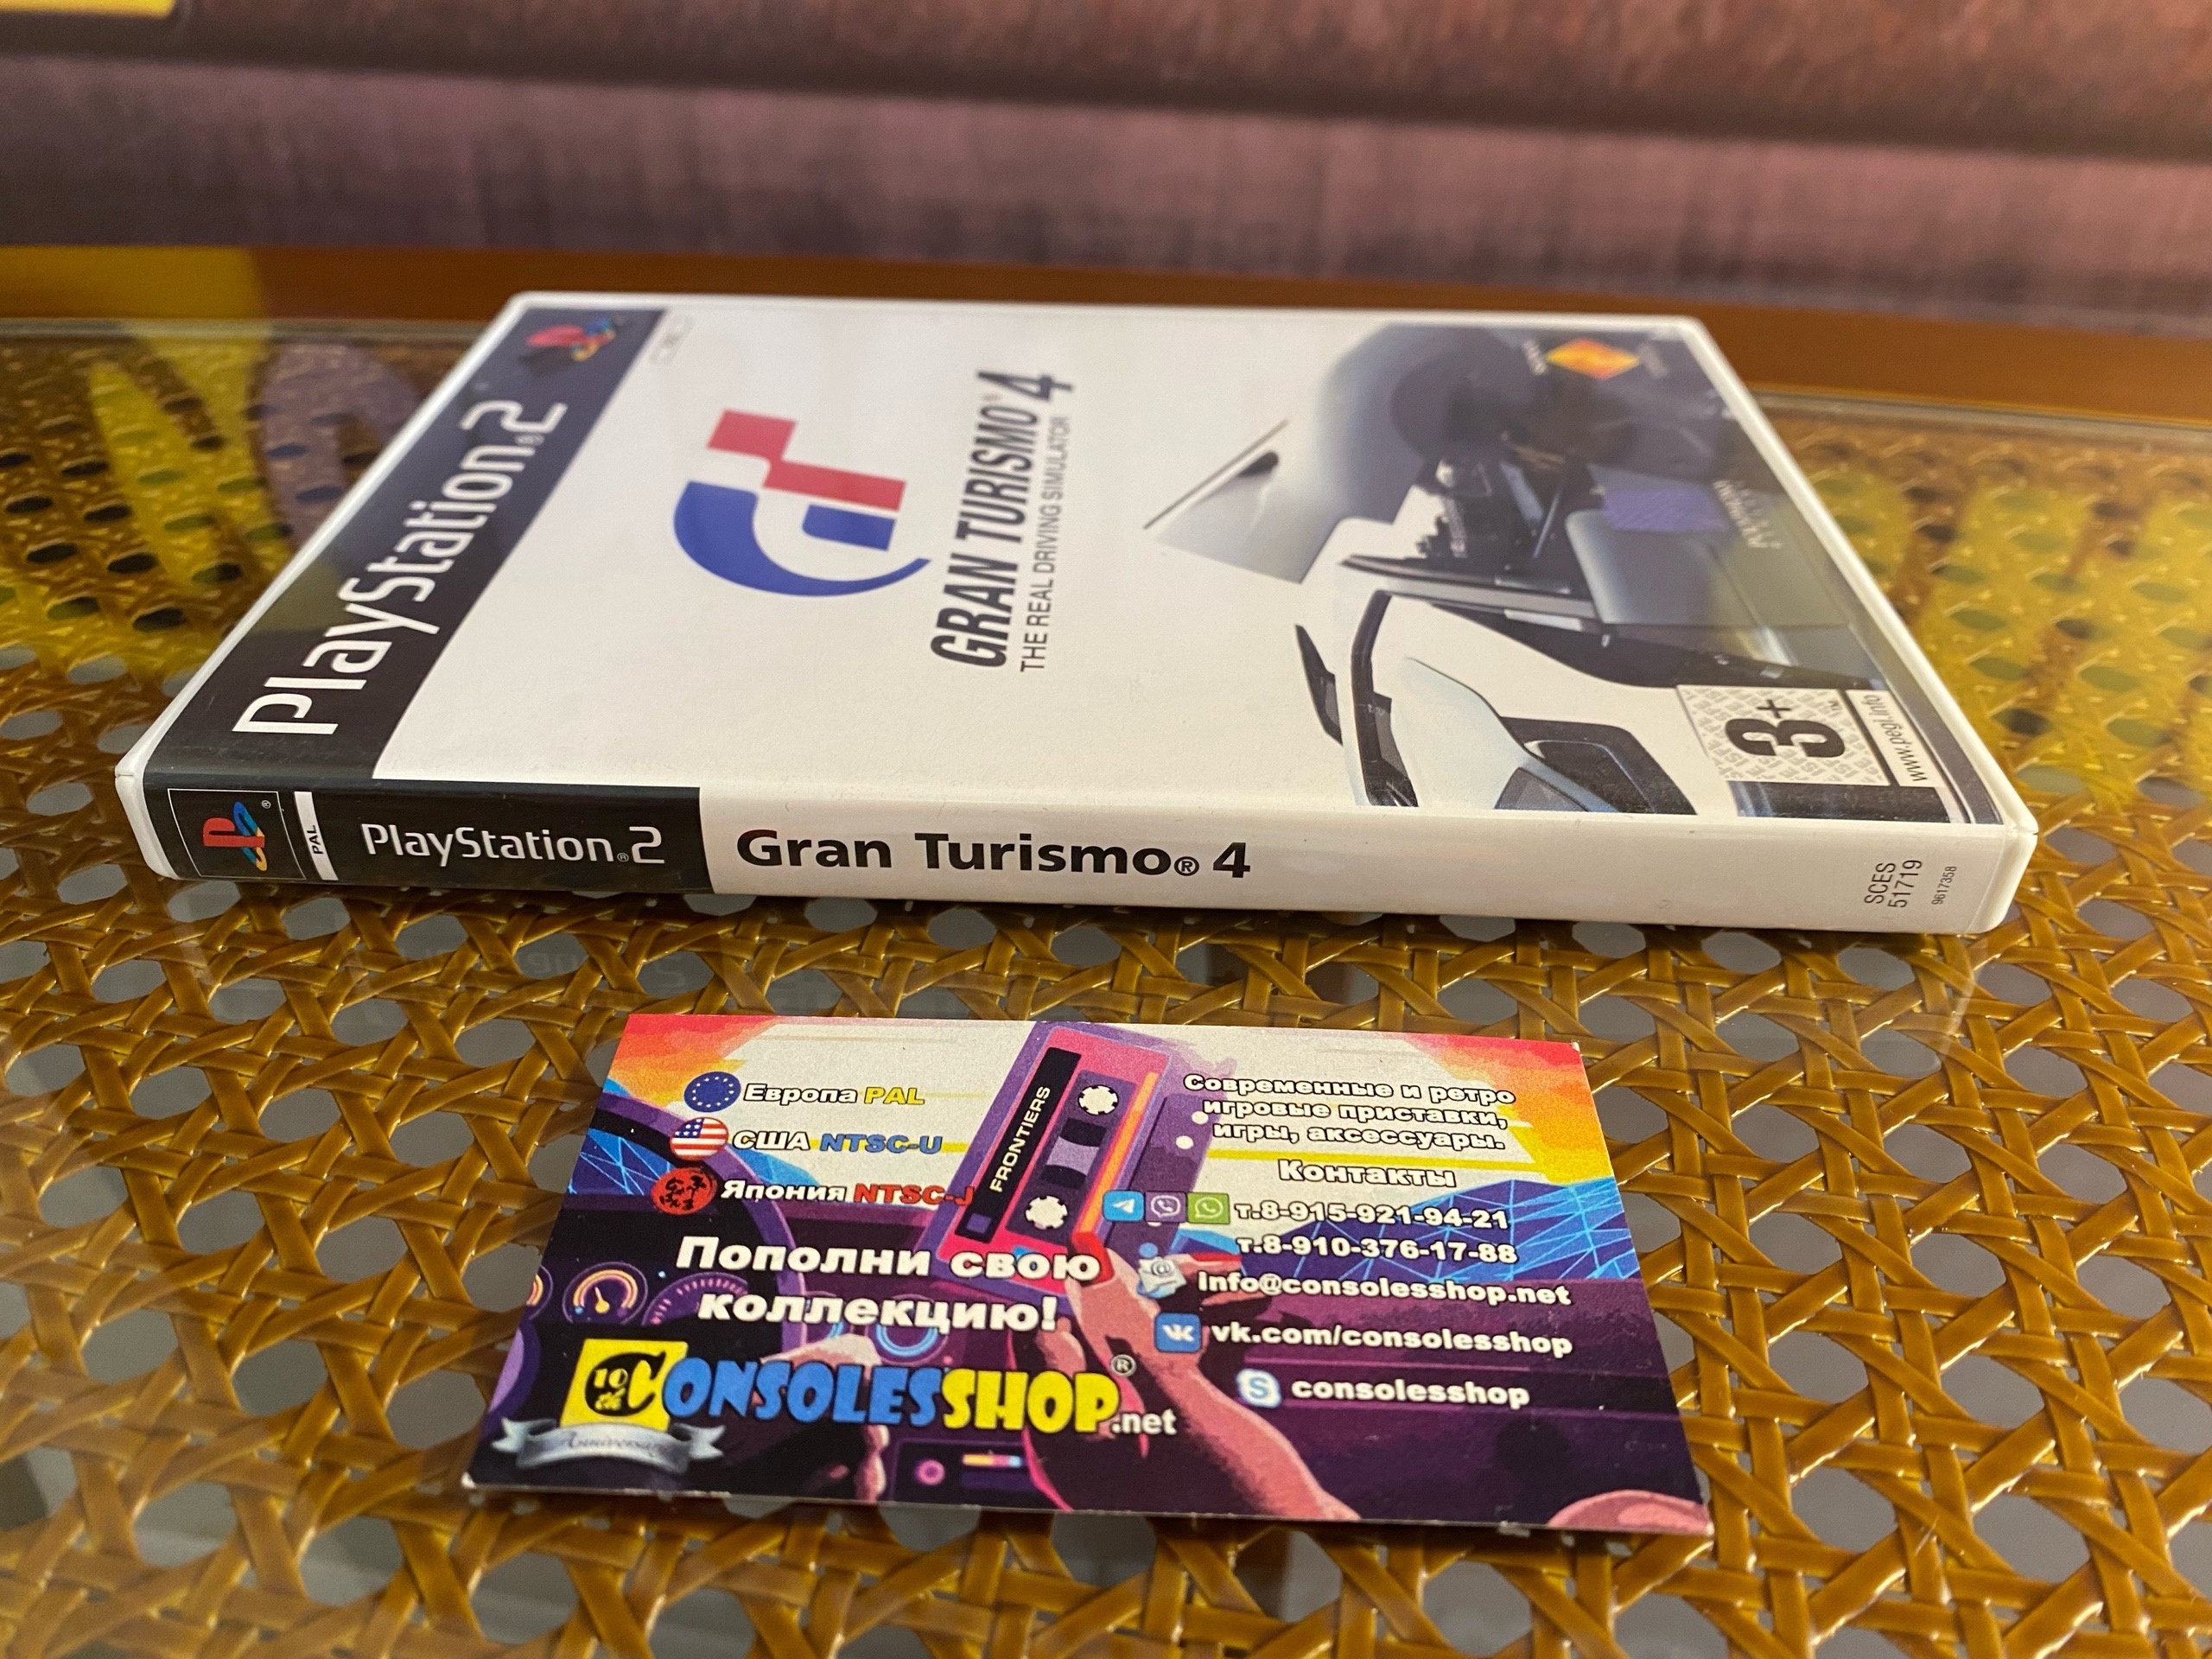 PlayStation®2
GRAN TURISMO® 4
THE REAL DRIVING SIMULATOR
3+
www.pegi.info
PAL
PlayStation®2
Gran Turismo® 4
SCES
51719
9617358
Европа PAL
США NTSC-U
Япония NTSC-J
Пополни свою
коллекцию!
10
th
CONSOLESSHOP®.net
Anniversary
FRONTIERS
Современные и ретро
игровые приставки,
игры, аксессуары.
Контакты
т.8-915-921-94-21
т.8-910-376-17-88
info@consolesshop.net
vk.com/consolesshop
consolesshop